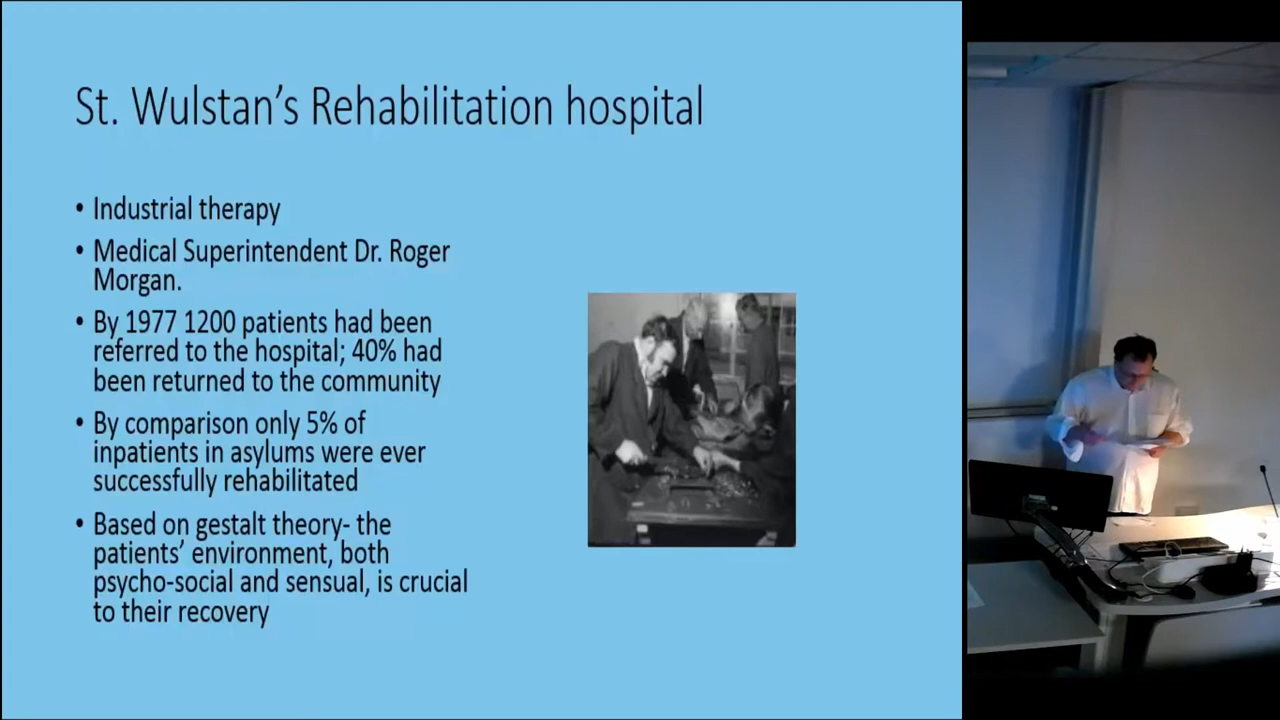 St. Wulstan’s Rehabilitation hospital
• Industrial therapy
• Medical Superintendent Dr. Roger
Morgan.
• By 1977 1200 patients had been
referred to the hospital; 40% had
been returned to the community
• By comparison only 5% of
inpatients in asylums were ever
successfully rehabilitated
• Based on gestalt theory- the
patients’ environment, both
psycho-social and sensual, is crucial
to their recovery